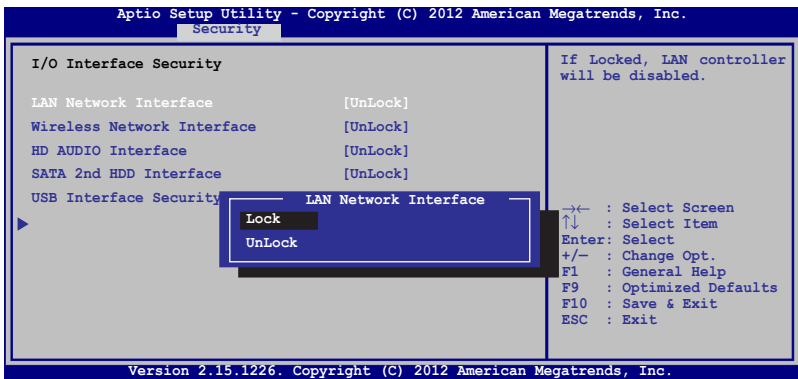 Aptio Setup Utility - Copyright (C) 2012 American Megatrends, Inc.
Security
I/O Interface Security
LAN Network Interface [UnLock]
Wireless Network Interface [UnLock]
HD AUDIO Interface [UnLock]
SATA 2nd HDD Interface [UnLock]
USB Interface Security
LAN Network Interface
Lock
UnLock
If Locked, LAN controller
will be disabled.
→← : Select Screen
↑↓ : Select Item
Enter: Select
+/— : Change Opt.
F1 : General Help
F9 : Optimized Defaults
F10 : Save & Exit
ESC : Exit
Version 2.15.1226. Copyright (C) 2012 American Megatrends, Inc.